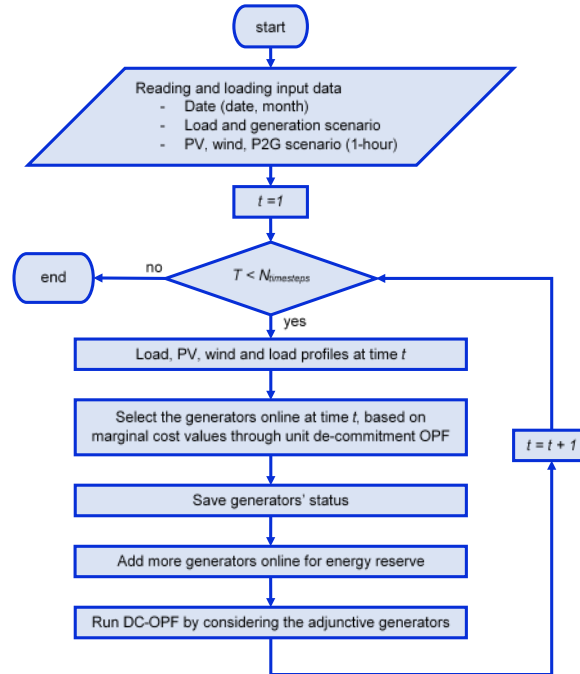 start
Reading and loading input data
- Date (date, month)
- Load and generation scenario
- PV, wind, P2G scenario (1-hour)
t =1
end
no
T < Ntimesteps
yes
Load, PV, wind and load profiles at time t
Select the generators online at time t, based on
marginal cost values through unit de-commitment OPF
t = t + 1
Save generators' status
Add more generators online for energy reserve
Run DC-OPF by considering the adjunctive generators